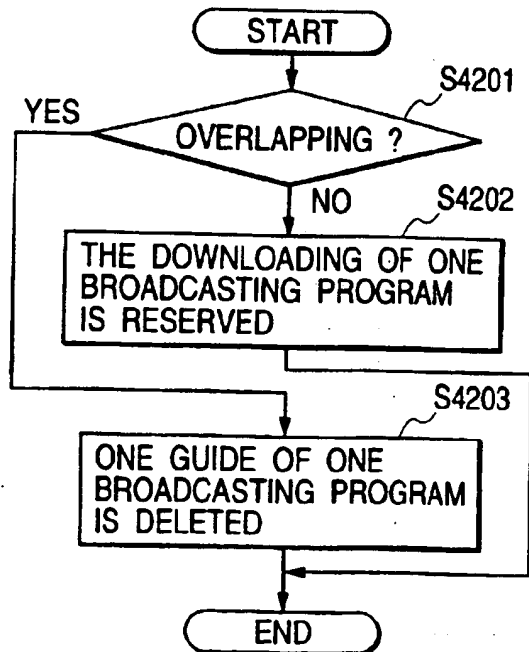 START
S4201
YES
OVERLAPPING ?
NO
S4202
THE DOWNLOADING OF ONE
BROADCASTING PROGRAM
IS RESERVED
S4203
ONE GUIDE OF ONE
BROADCASTING PROGRAM
IS DELETED
END